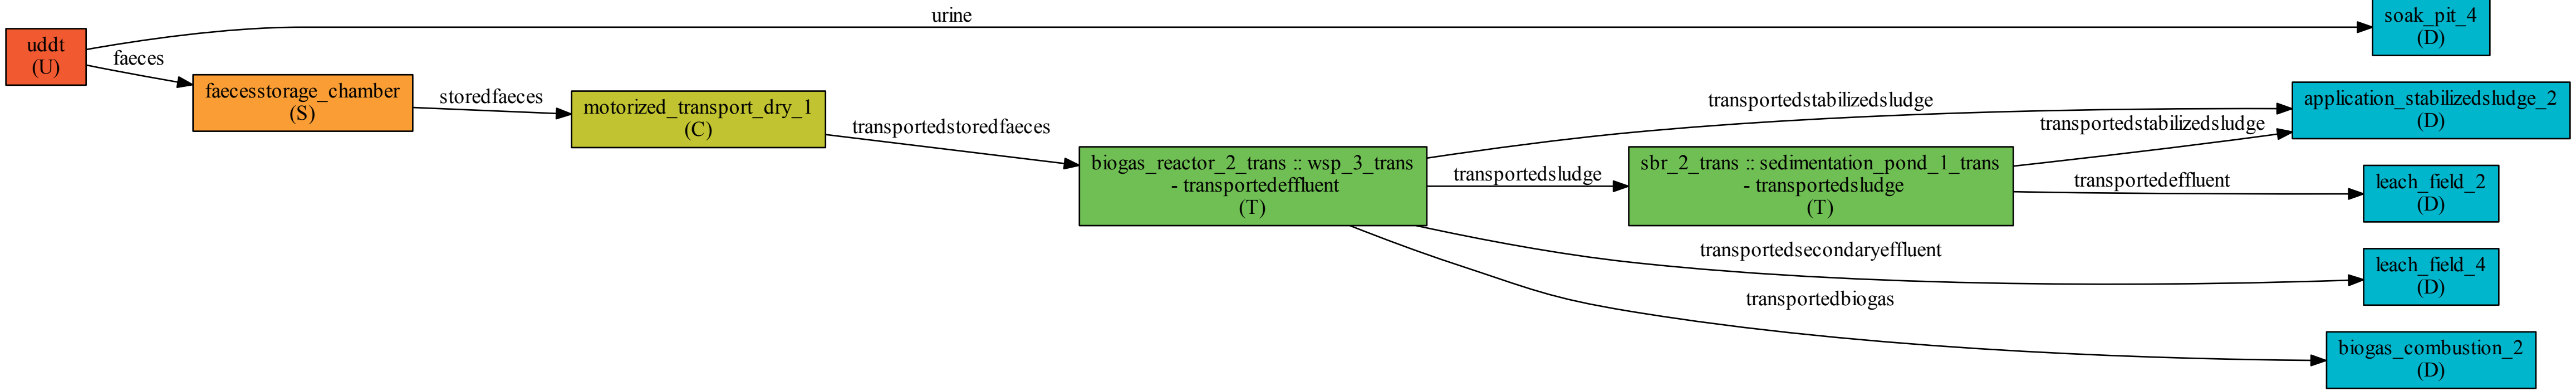 uddt
(U)
urine
faeces
faecesstorage_chamber
(S)
storedfaeces
motorized_transport_dry_1
(C)
transportedstoredfaeces
biogas_reactor_2_trans :: wsp_3_trans
- transportedeffluent
(T)
transportedstabilizedsludge
transportedsludge
transportedsecondaryeffluent
transportedbiogas
sbr_2_trans :: sedimentation_pond_1_trans
- transportedsludge
(T)
transportedstabilizedsludge
transportedeffluent
soak_pit_4
(D)
application_stabilizedsludge_2
(D)
leach_field_2
(D)
leach_field_4
(D)
biogas_combustion_2
(D)